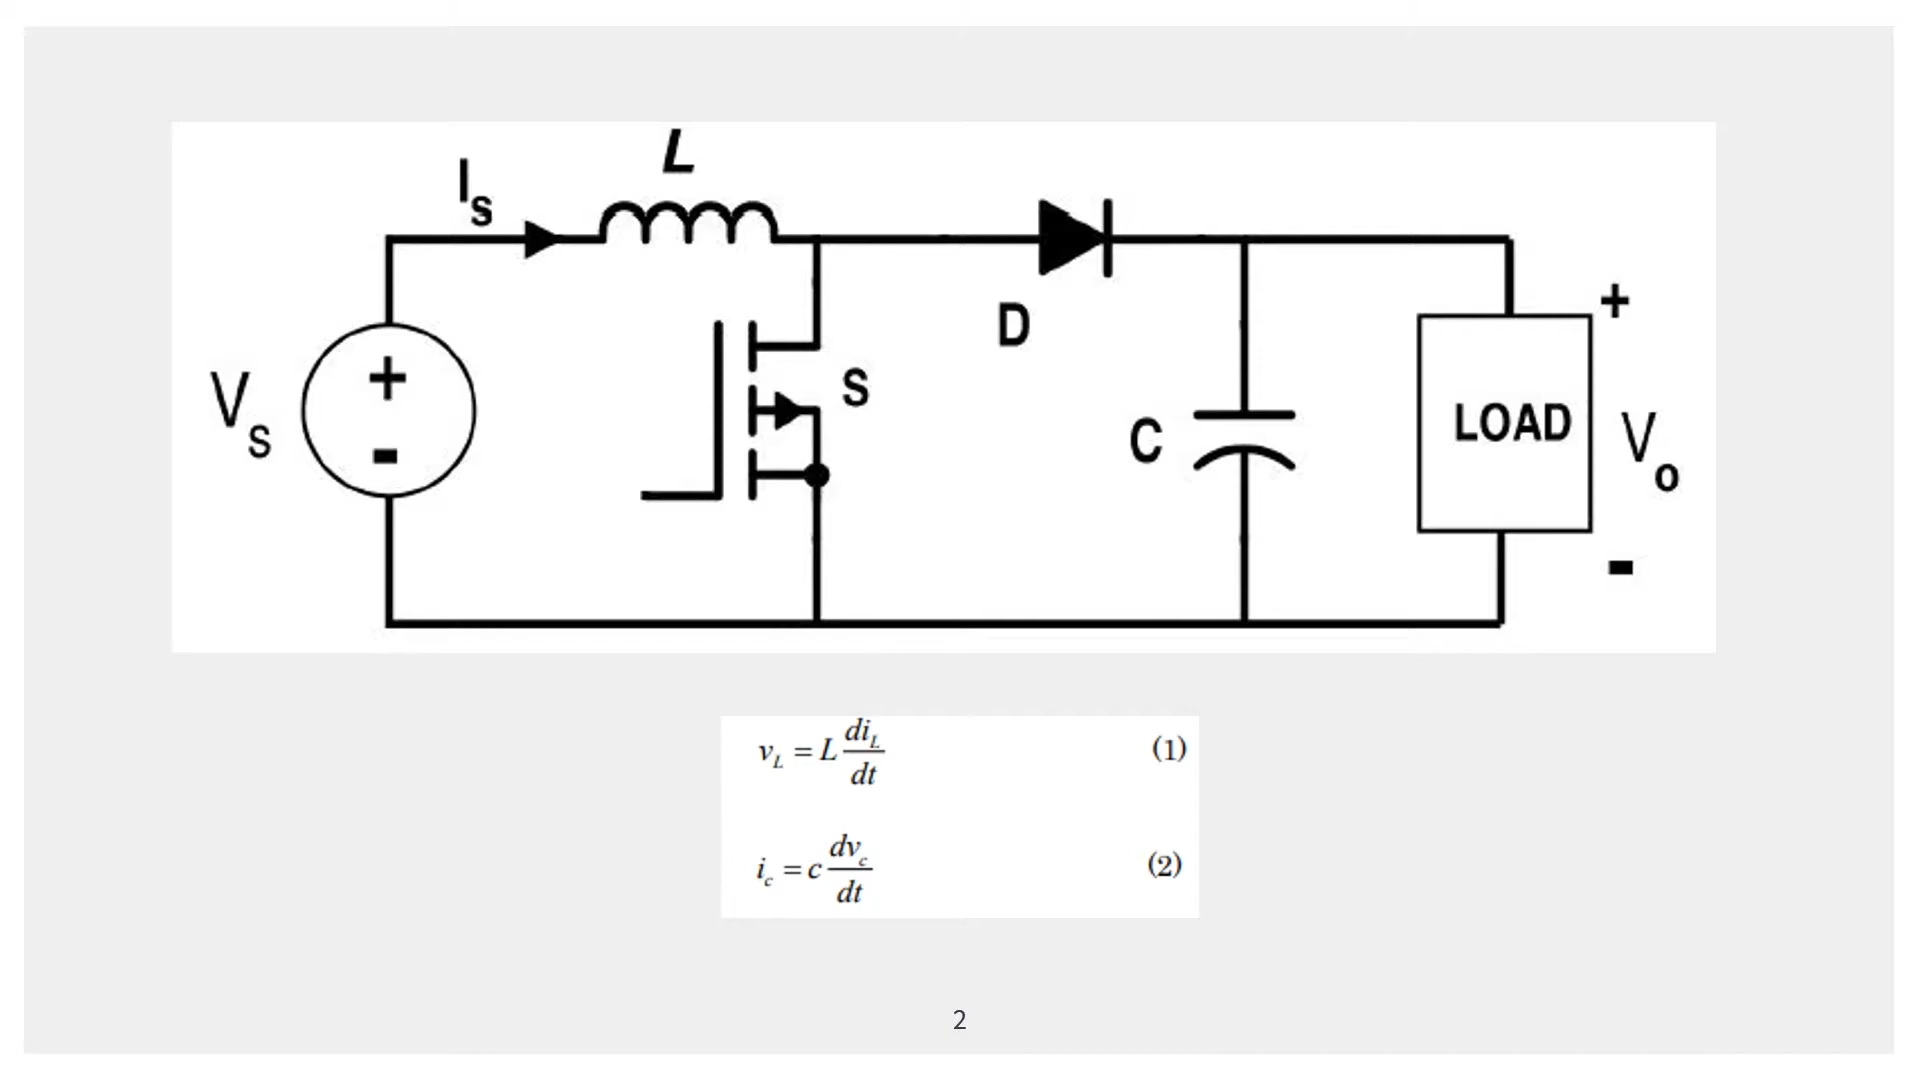 L
Is
D
S
+
Vs
+
-
C
LOAD
Vo
-
vL = L diL/dt (1)
ic = c dvc/dt (2)
2